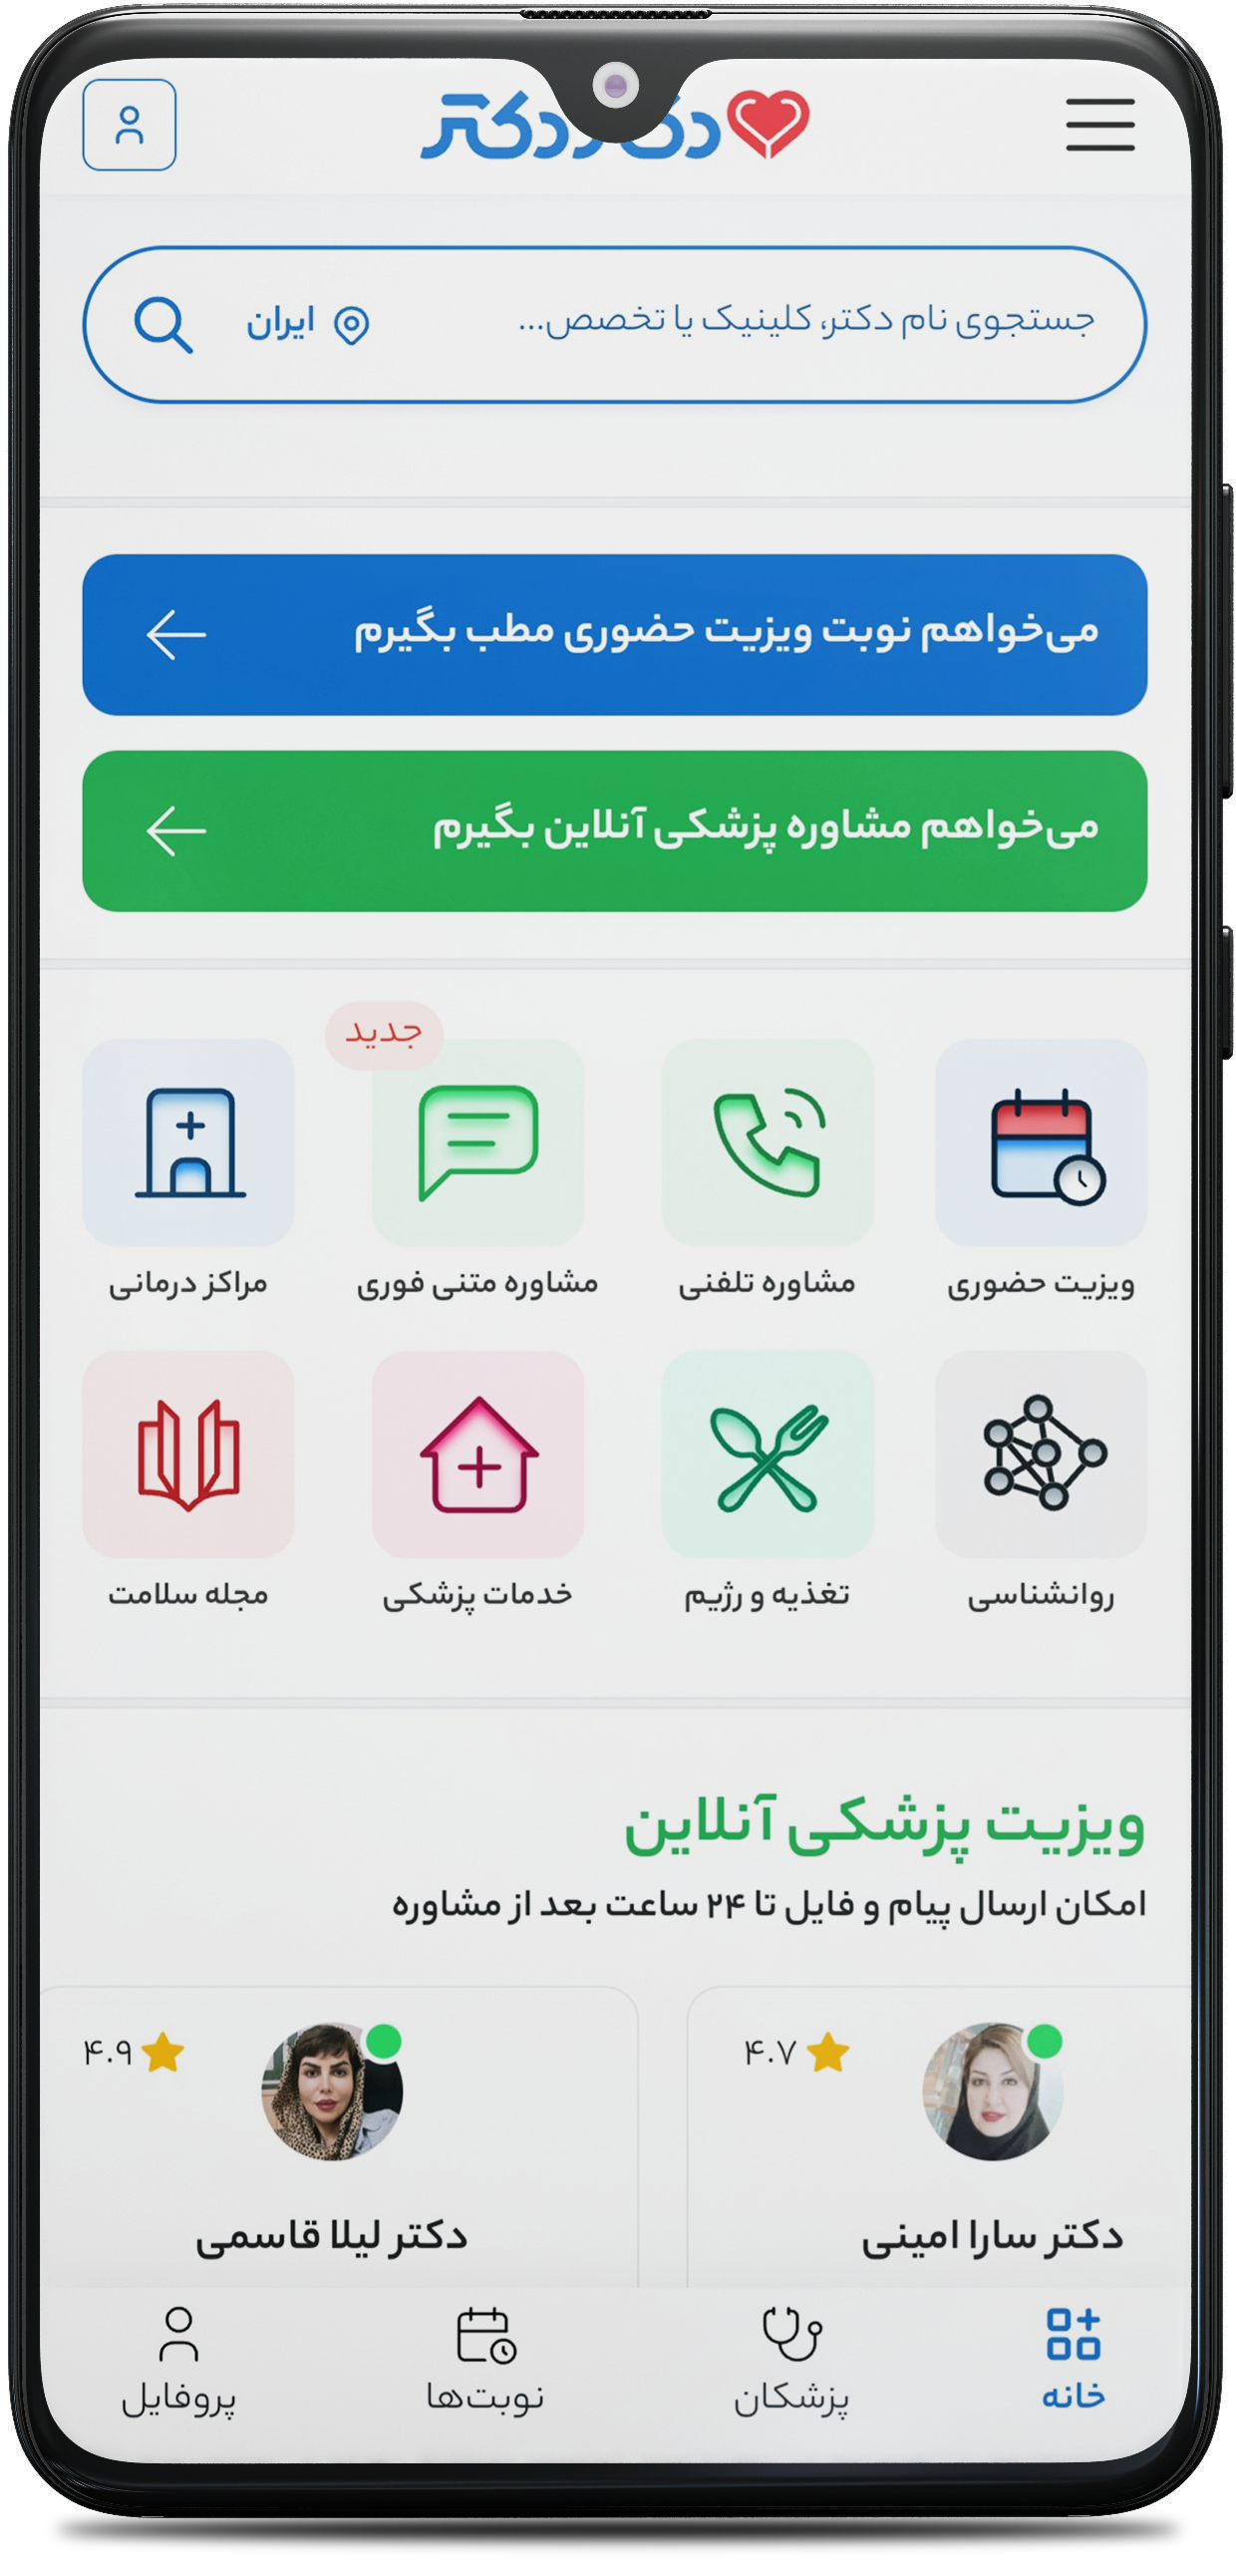 دکتر دکتر
جستجوی نام دکتر، کلینیک یا تخصص...
ایران
می‌خواهم نوبت ویزیت حضوری مطب بگیرم
می‌خواهم مشاوره پزشکی آنلاین بگیرم
جدید
ویزیت حضوری
مشاوره تلفنی
مشاوره متنی فوری
مراکز درمانی
روانشناسی
تغذیه و رژیم
خدمات پزشکی
مجله سلامت
ویزیت پزشکی آنلاین
امکان ارسال پیام و فایل تا ۲۴ ساعت بعد از مشاوره
۴.۷
۴.۹
دکتر سارا امینی
دکتر لیلا قاسمی
خانه
پزشکان
نوبت‌ها
پروفایل